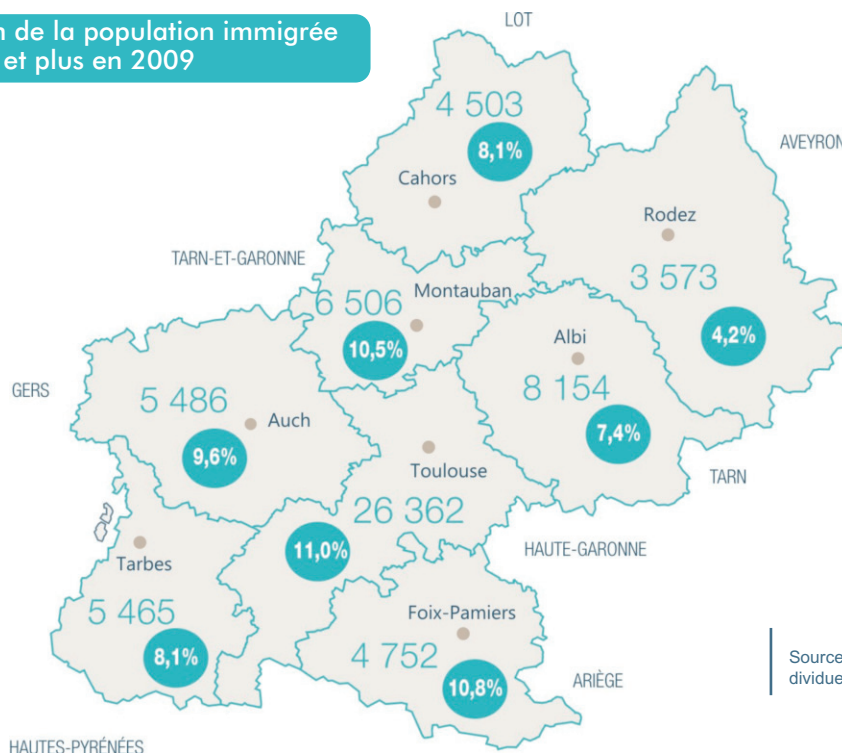 n de la population immigrée
et plus en 2009
LOT
4 503
8,1%
Cahors
AVEYRON
Rodez
3 573
4,2%
TARN-ET-GARONNE
6 506
Montauban
10,5%
Albi
8 154
7,4%
TARN
GERS
5 486
Auch
9,6%
Toulouse
26 362
11,0%
HAUTE-GARONNE
Tarbes
5 465
8,1%
HAUTES-PYRÉNÉES
Foix-Pamiers
4 752
10,8%
ARIÈGE
Source
dividue